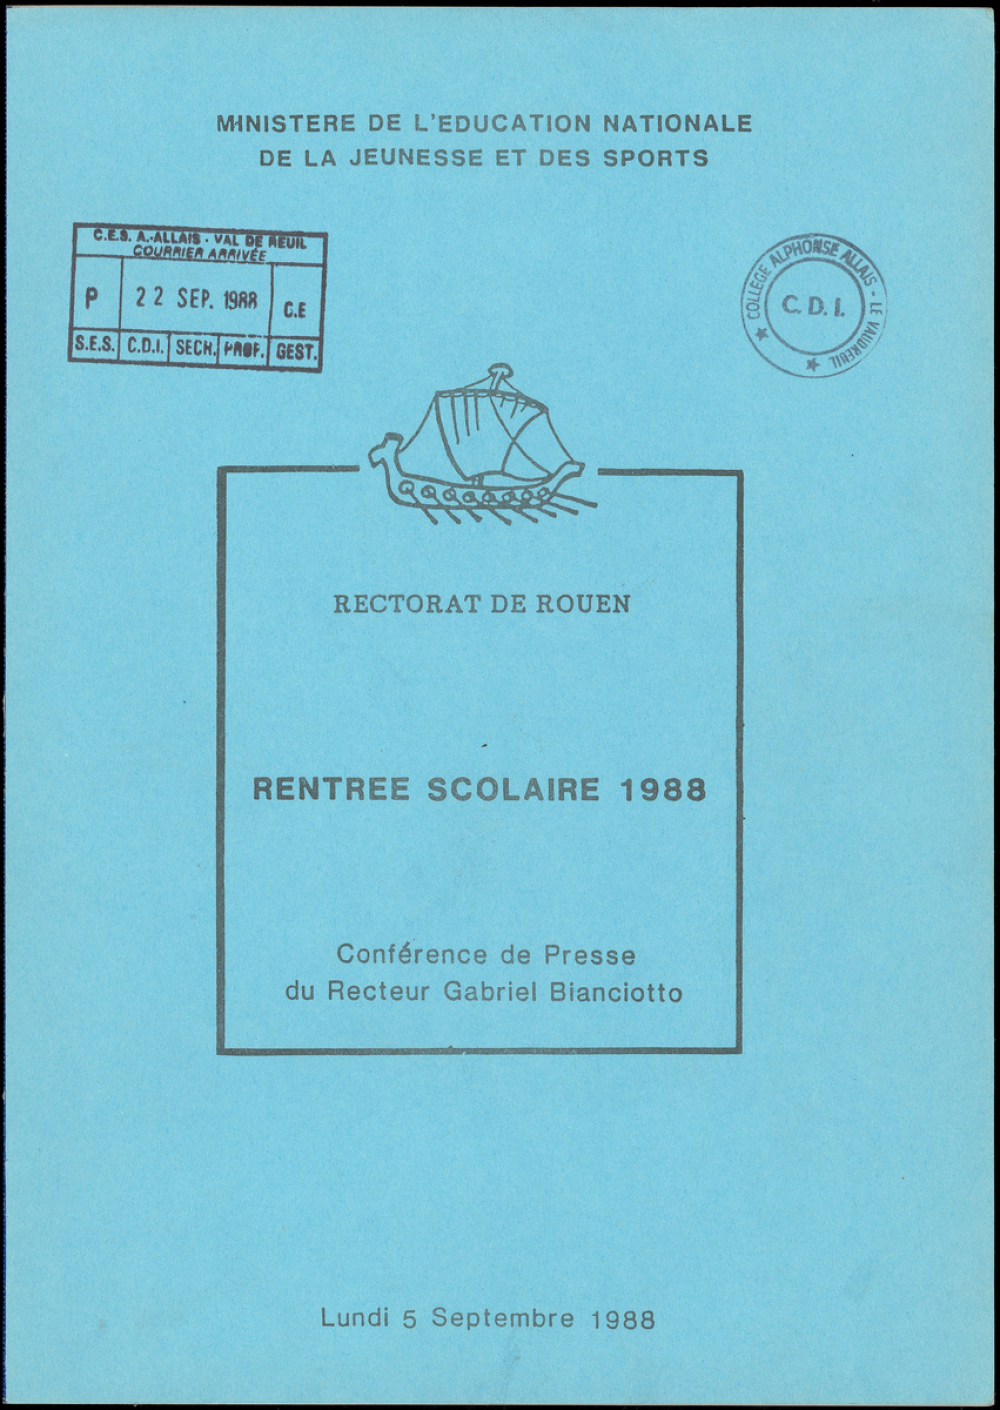 MINISTERE DE L'EDUCATION NATIONALE
DE LA JEUNESSE ET DES SPORTS
C.E.S. A.-ALLAIS - VAL DE REUIL
COURRIER ARRIVÉE
P
22 SEP. 1988
C.E
S.E.S. C.D.I. SECR. PROF. GEST.
COLLÈGE ALPHONSE ALLAIS - LE VAUDREUIL
C.D.I.
RECTORAT DE ROUEN
RENTREE SCOLAIRE 1988
Conférence de Presse
du Recteur Gabriel Bianciotto
Lundi 5 Septembre 1988